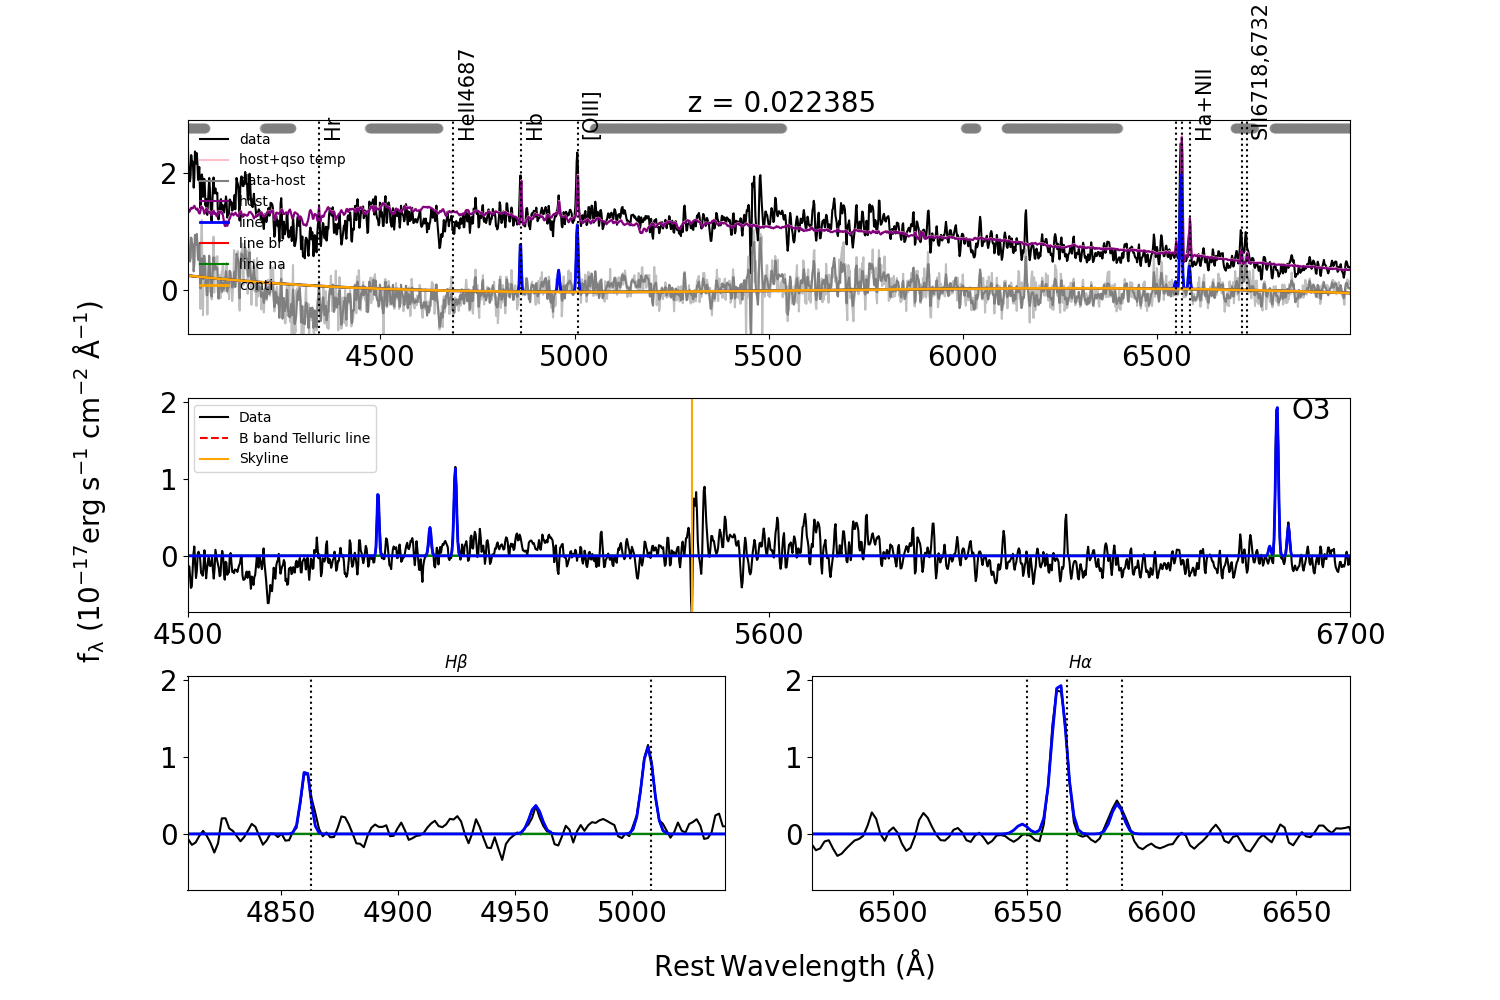 z = 0.022385
Hr
HeII4687
Hb
[OIII]
Ha+NII
SII6718,6732
data
host+qso temp
data-host
host
line
line br
line na
conti
2
0
4500
5000
5500
6000
6500
Data
B band Telluric line
Skyline
O3
2
1
0
4500
5600
6700
fλ (10⁻¹⁷erg s⁻¹ cm⁻² Å⁻¹)
Hβ
2
1
0
4850
4900
4950
5000
Hα
2
1
0
6500
6550
6600
6650
Rest Wavelength (Å)